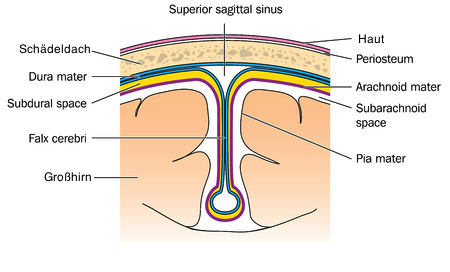 Superior sagittal sinus
Schädeldach
Dura mater
Subdural space
Falx cerebri
Großhirn
Haut
Periosteum
Arachnoid mater
Subarachnoid
space
Pia mater